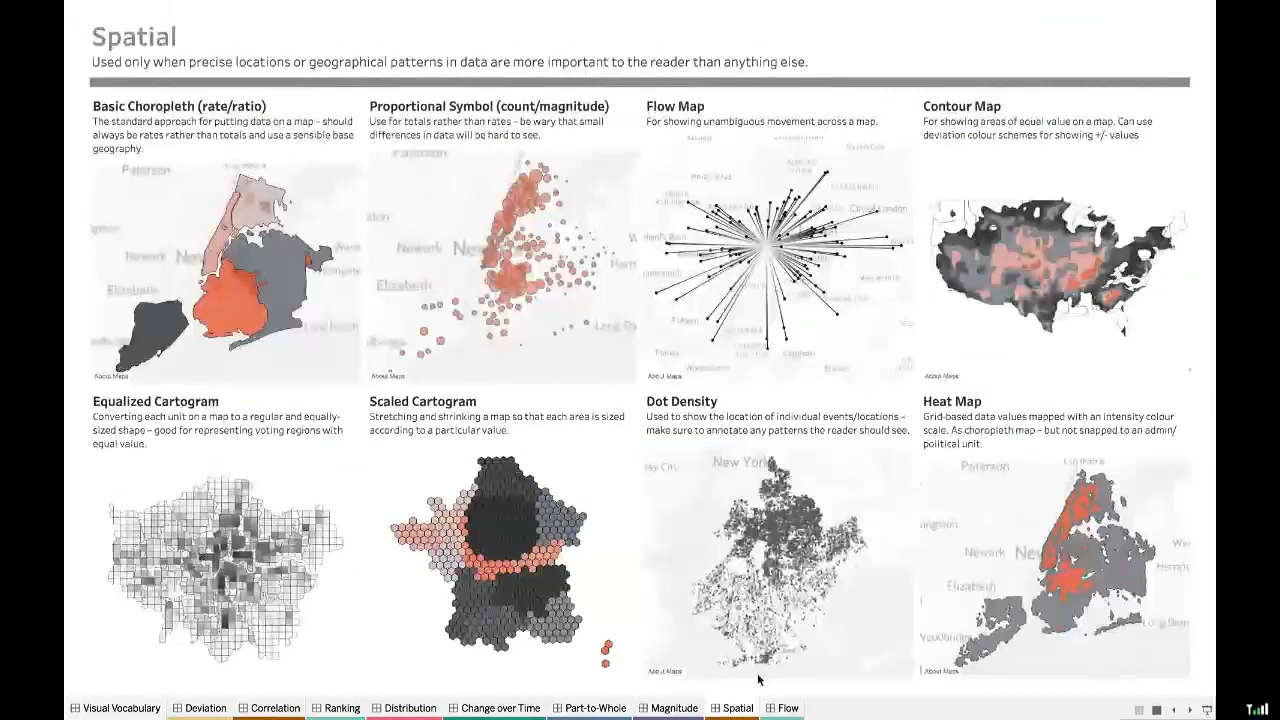 Spatial
Used only when precise locations or geographical patterns in data are more important to the reader than anything else.
Basic Choropleth (rate/ratio)
The standard approach for putting data on a map – should
always be rates rather than totals and use a sensible base
geography.
Paterson
Newark
New
Elizabeth
Long Beach
About Maps
Proportional Symbol (count/magnitude)
Use for totals rather than rates – be wary that small
differences in data will be hard to see.
Paterson
Newark
New
Elizabeth
About Maps
Flow Map
For showing unambiguous movement across a map.
City of London
About Maps
Contour Map
For showing areas of equal value on a map. Can use
deviation colour schemes for showing +/- values
About Maps
Equalized Cartogram
Converting each unit on a map to a regular and equally-
sized shape – good for representing voting regions with
equal value.
Scaled Cartogram
Stretching and shrinking a map so that each area is sized
according to a particular value.
Dot Density
Used to show the location of individual events/locations –
make sure to annotate any patterns the reader should see.
New York
About Maps
Heat Map
Grid-based data values mapped with an intensity colour
scale. As choropleth map – but not snapped to an admin/
political unit.
Paterson
Newark
New
Elizabeth
About Maps
Visual Vocabulary
Deviation
Correlation
Ranking
Distribution
Change over Time
Part-to-Whole
Magnitude
Spatial
Flow